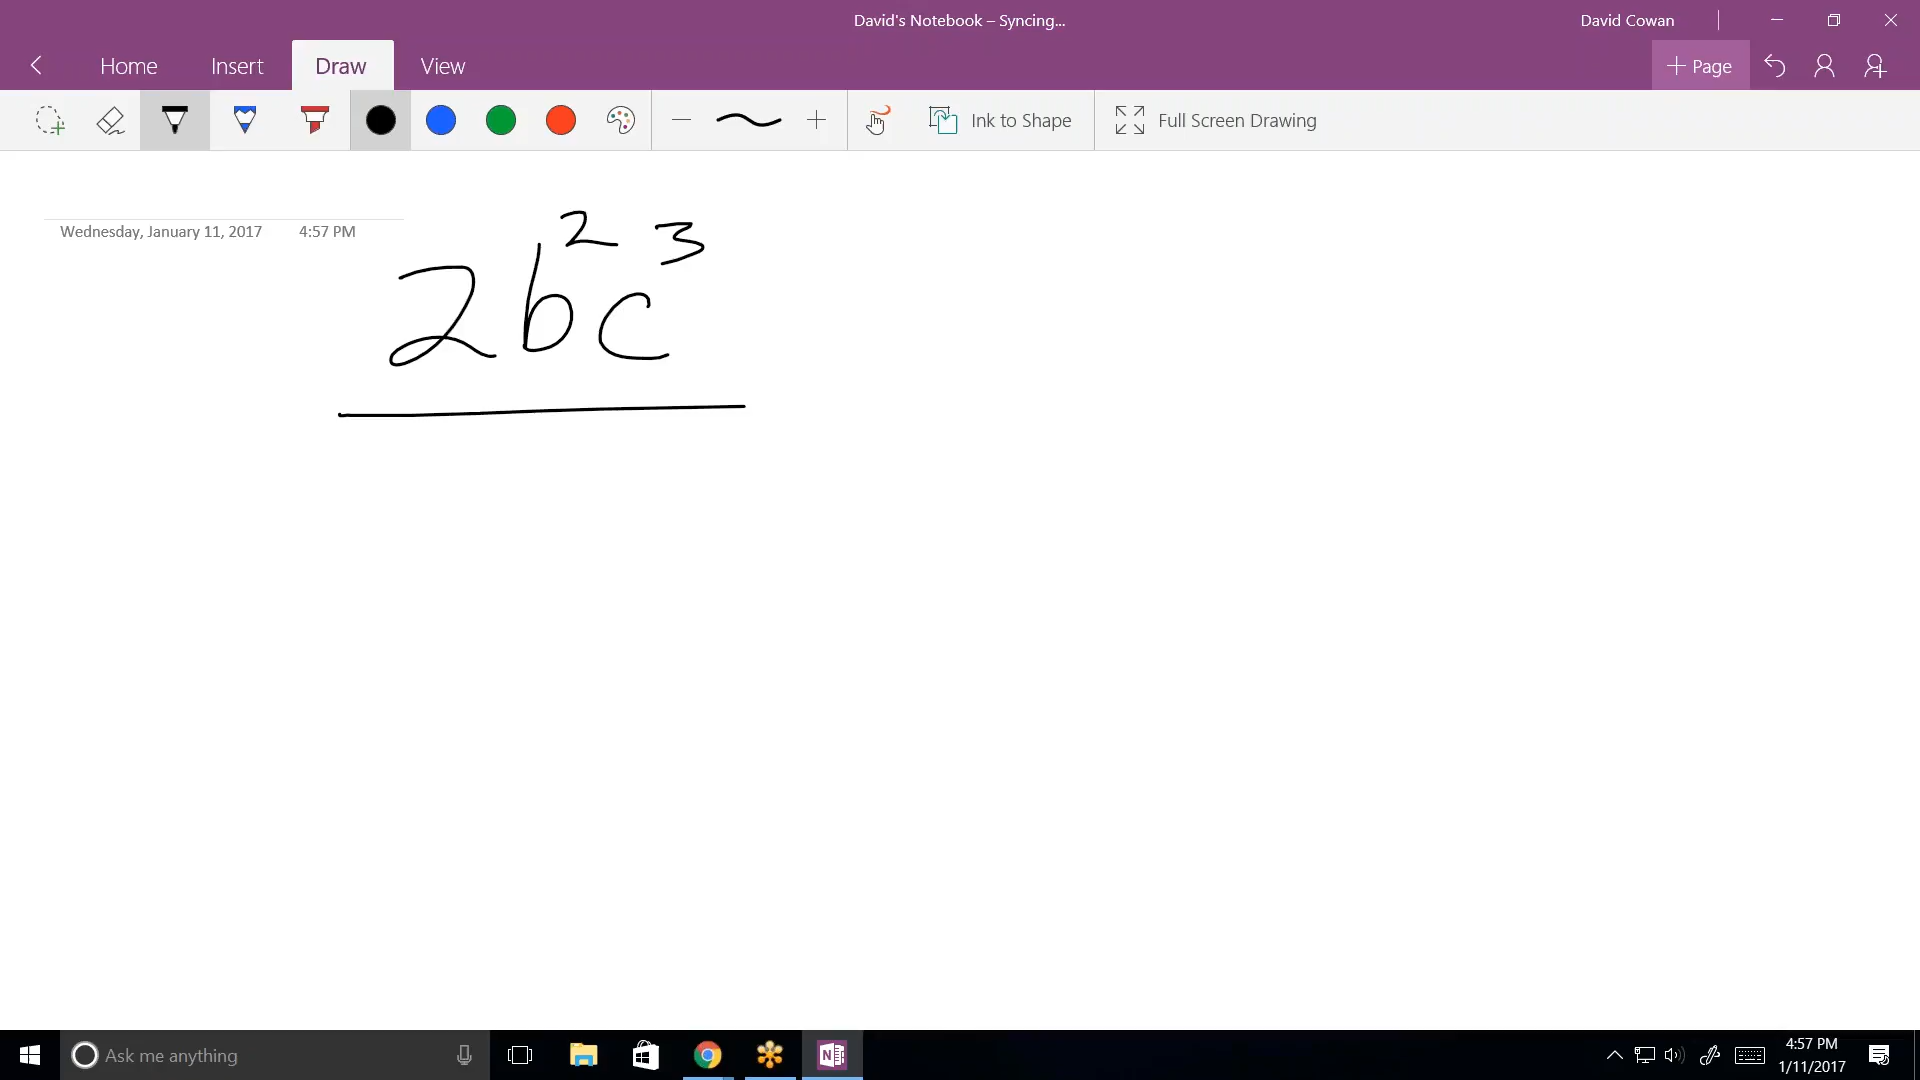 David's Notebook – Syncing...
David Cowan
Home
Insert
Draw
View
Page
Ink to Shape
Full Screen Drawing
Wednesday, January 11, 2017
4:57 PM
2b²c³
Ask me anything
N
4:57 PM
1/11/2017